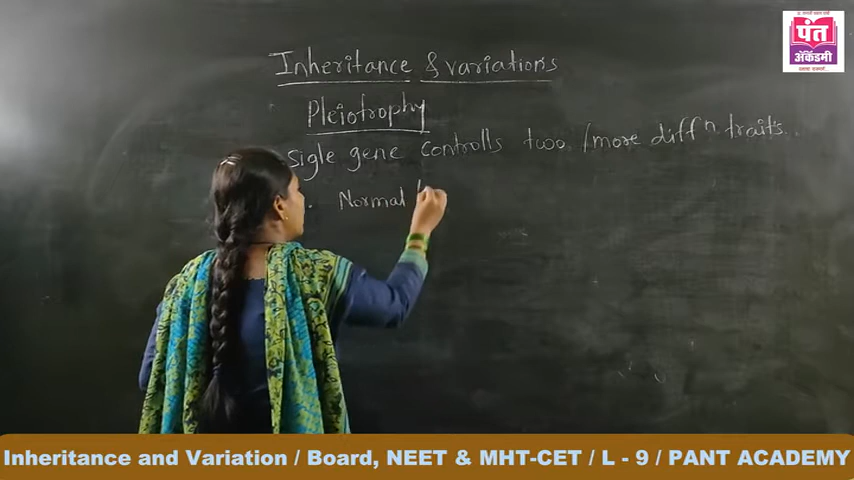 Inheritance & variations
Pleiotrophy
sigle gene controlls two /more diffn traits.
Normal
पंत
अ‍ॅकॅडमी
Inheritance and Variation / Board, NEET & MHT-CET / L - 9 / PANT ACADEMY